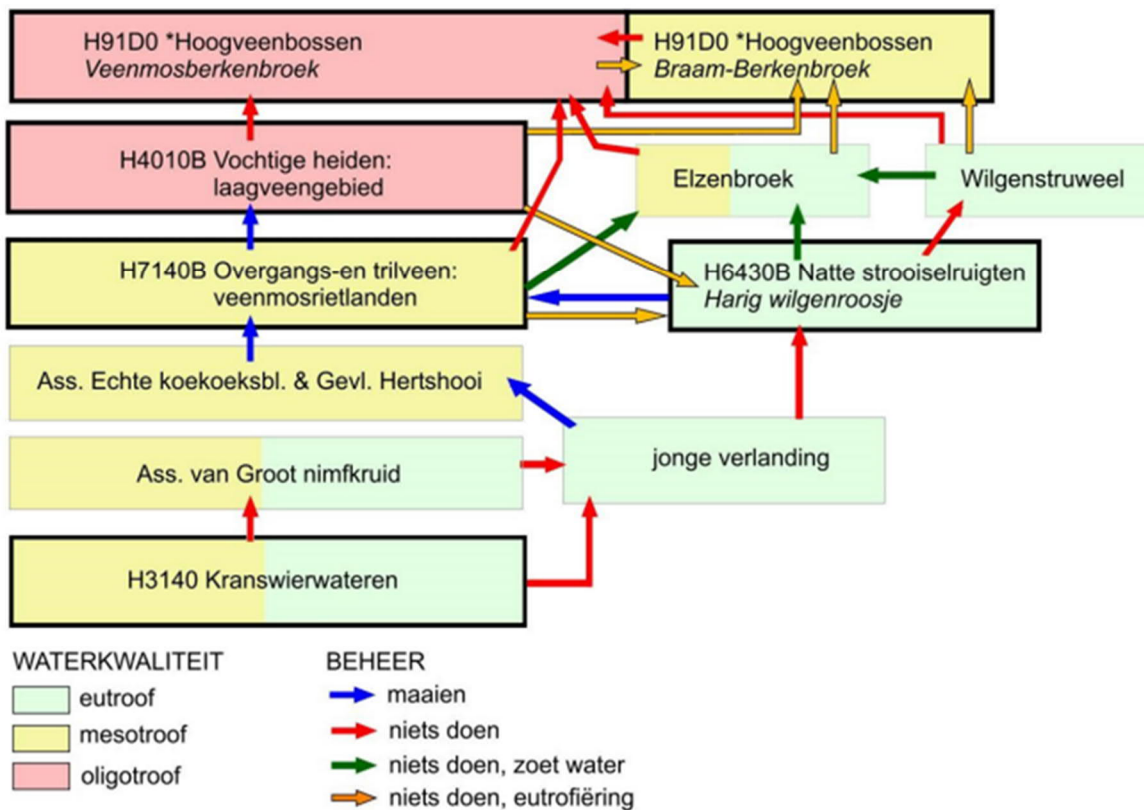 H91D0 *Hoogveenbossen
Veenmosberkenbroek
H91D0 *Hoogveenbossen
Braam-Berkenbroek
H4010B Vochtige heiden:
laagveengebied
Elzenbroek
Wilgenstruweel
H7140B Overgangs-en trilveen:
veenmosrietlanden
H6430B Natte strooiselruigten
Harig wilgenroosje
Ass. Echte koekoeksbl. & Gevl. Hertshooi
Ass. van Groot nimfkruid
jonge verlanding
H3140 Kranswierwateren
WATERKWALITEIT
eutroof
mesotroof
oligotroof
BEHEER
maaien
niets doen
niets doen, zoet water
niets doen, eutrofiëring